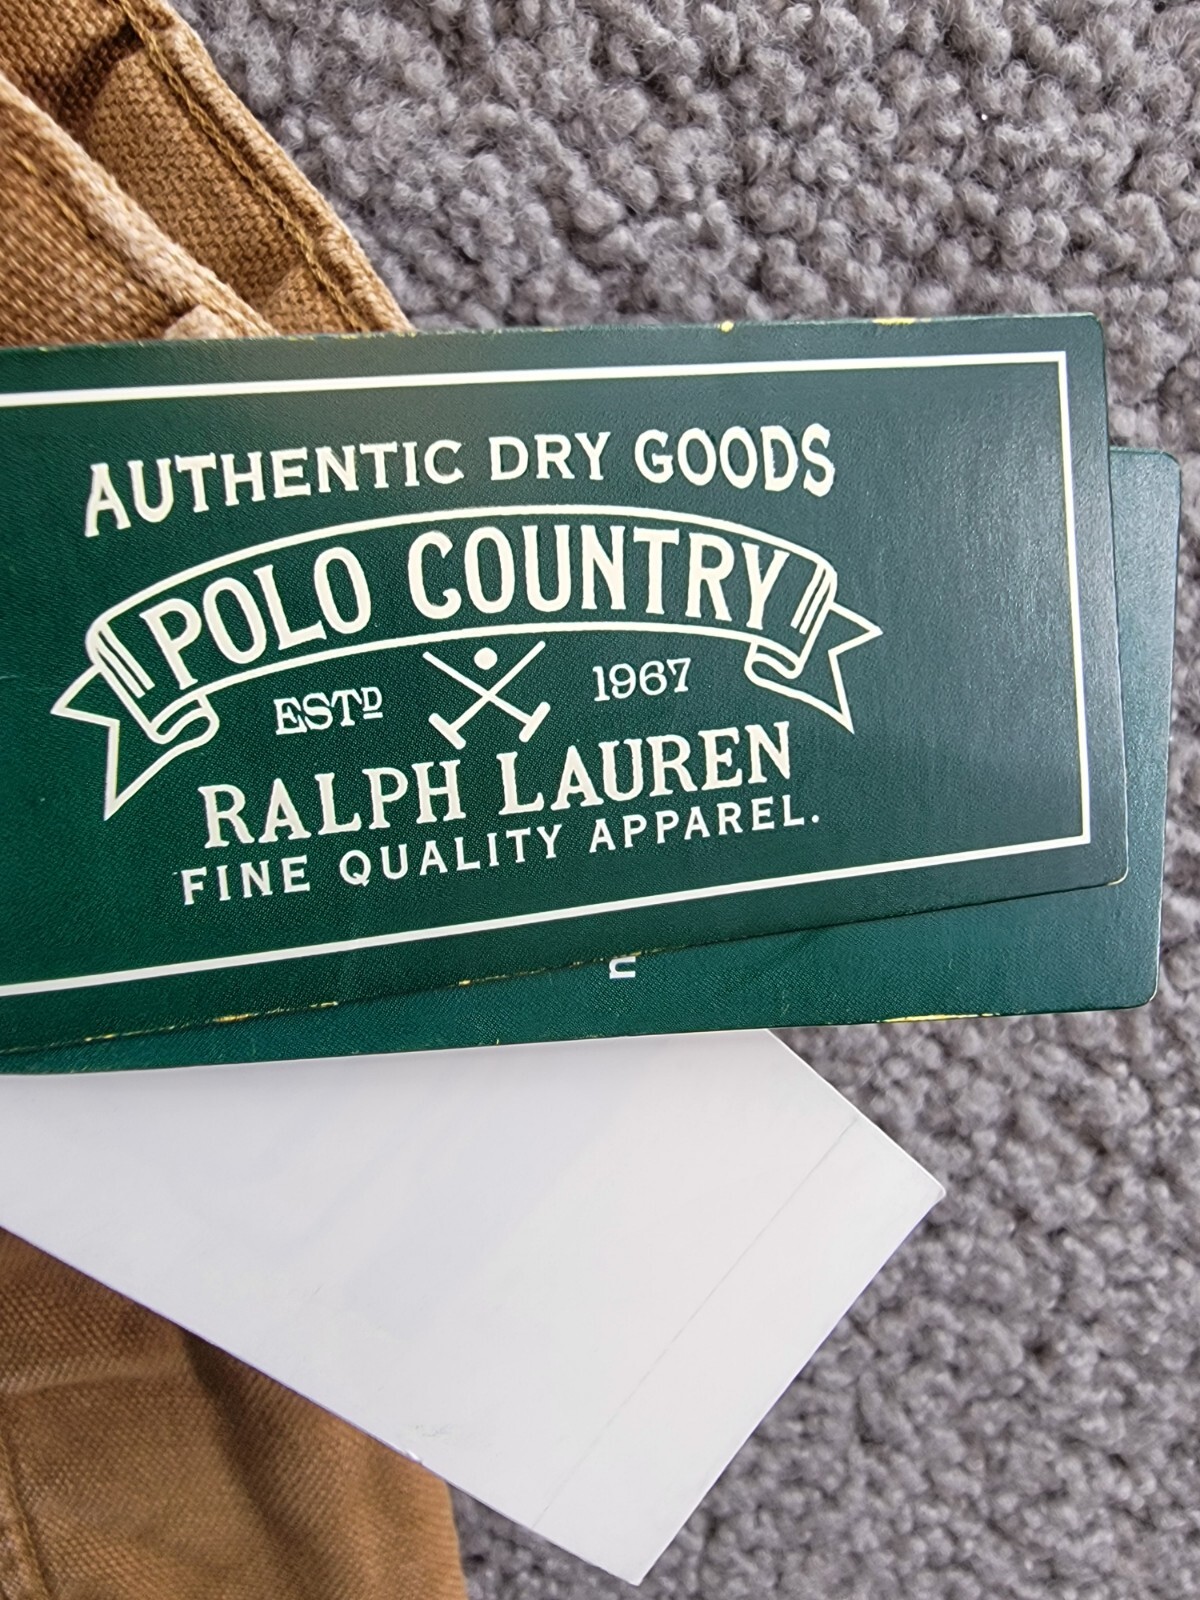 AUTHENTIC DRY GOODS
POLO COUNTRY
ESTD 1967
RALPH LAUREN
FINE QUALITY APPAREL.